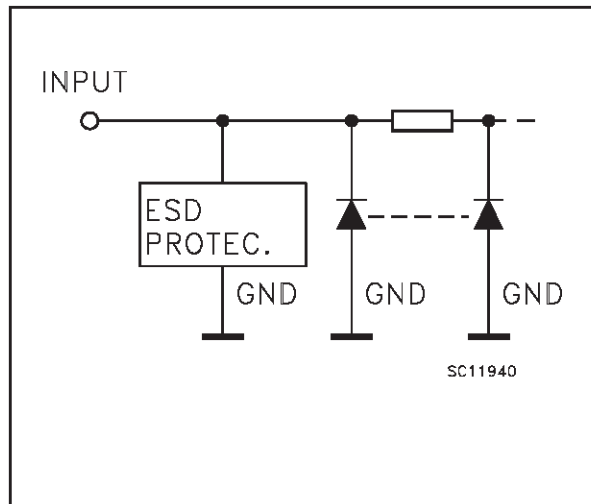 INPUT
ESD
PROTEC.
GND GND GND
SC11940